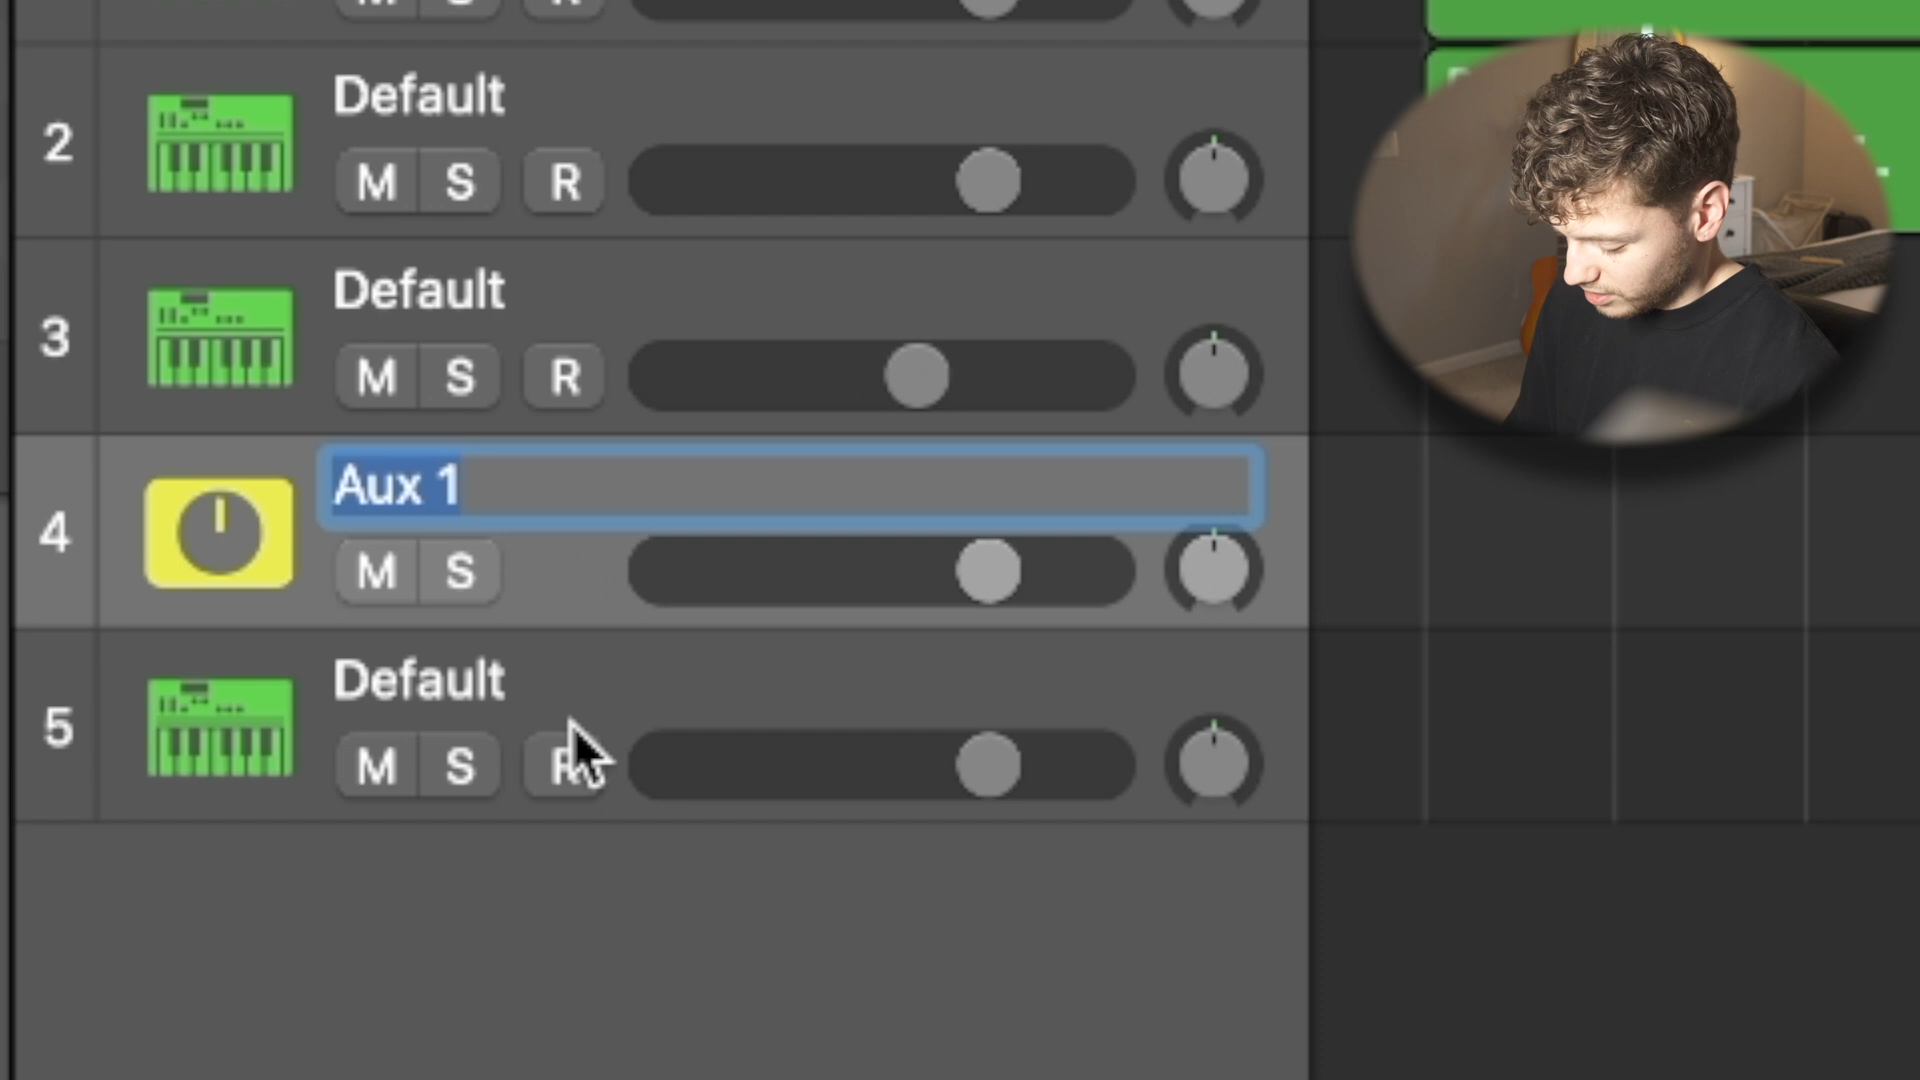 M S R
2
Default
M S R
3
Default
M S R
4
Aux 1
M S
5
Default
M S R